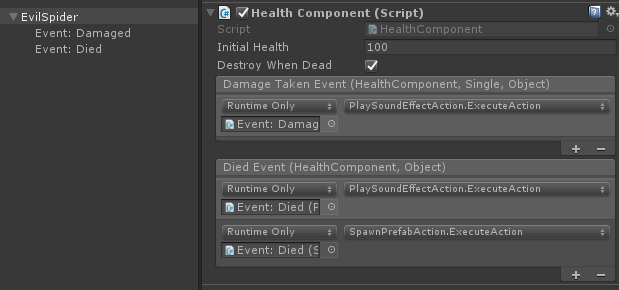 EvilSpider
Event: Damaged
Event: Died
Health Component (Script)
Script HealthComponent
Initial Health 100
Destroy When Dead
Damage Taken Event (HealthComponent, Single, Object)
Runtime Only PlaySoundEffectAction.ExecuteAction
Event: Damag
Died Event (HealthComponent, Object)
Runtime Only PlaySoundEffectAction.ExecuteAction
Event: Died (P
Runtime Only SpawnPrefabAction.ExecuteAction
Event: Died (S